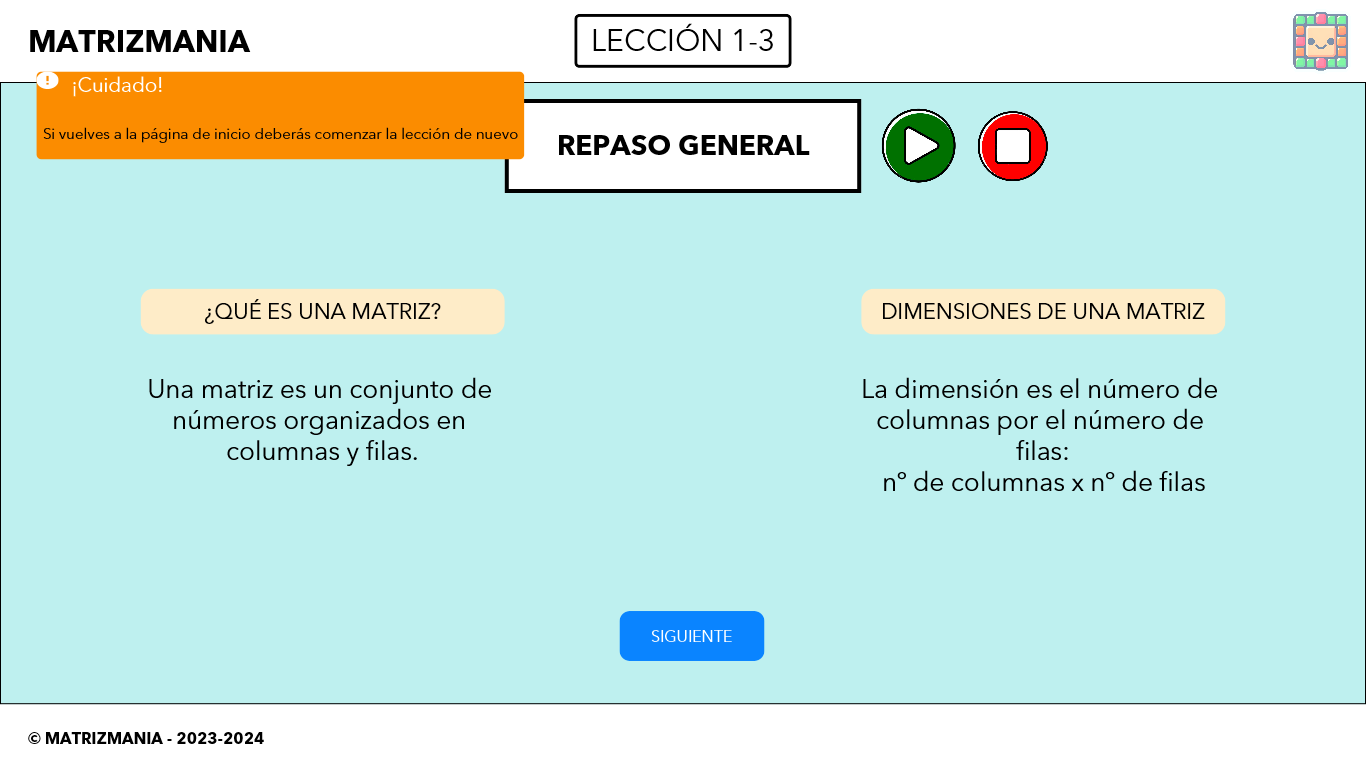 MATRIZMANIA
LECCIÓN 1-3
¡Cuidado!
Si vuelves a la página de inicio deberás comenzar la lección de nuevo
REPASO GENERAL
¿QUÉ ES UNA MATRIZ?
Una matriz es un conjunto de
números organizados en
columnas y filas.
DIMENSIONES DE UNA MATRIZ
La dimensión es el número de
columnas por el número de
filas:
nº de columnas x nº de filas
SIGUIENTE
© MATRIZMANIA - 2023-2024